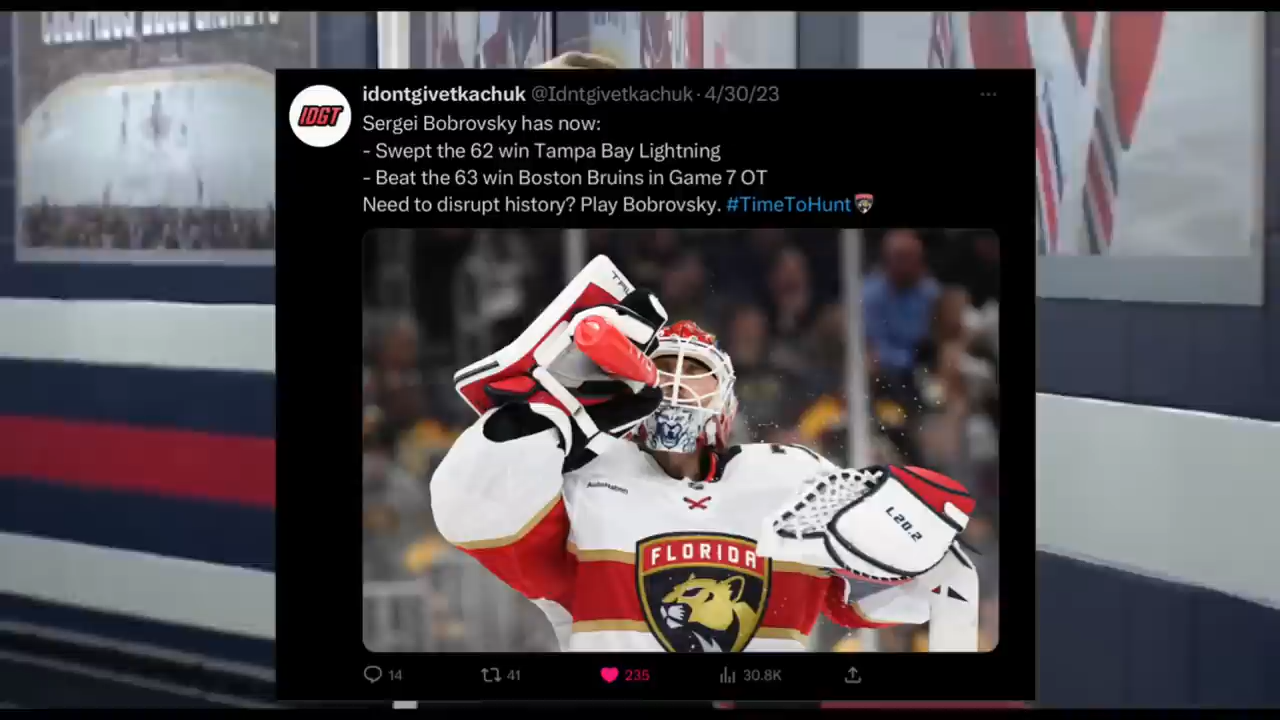 IDGT
idontgivetkachuk @Idntgivetkachuk · 4/30/23
Sergei Bobrovsky has now:
- Swept the 62 win Tampa Bay Lightning
- Beat the 63 win Boston Bruins in Game 7 OT
Need to disrupt history? Play Bobrovsky. #TimeToHunt
AutoNation
L20.2
FLORIDA
14 41 235 30.8K